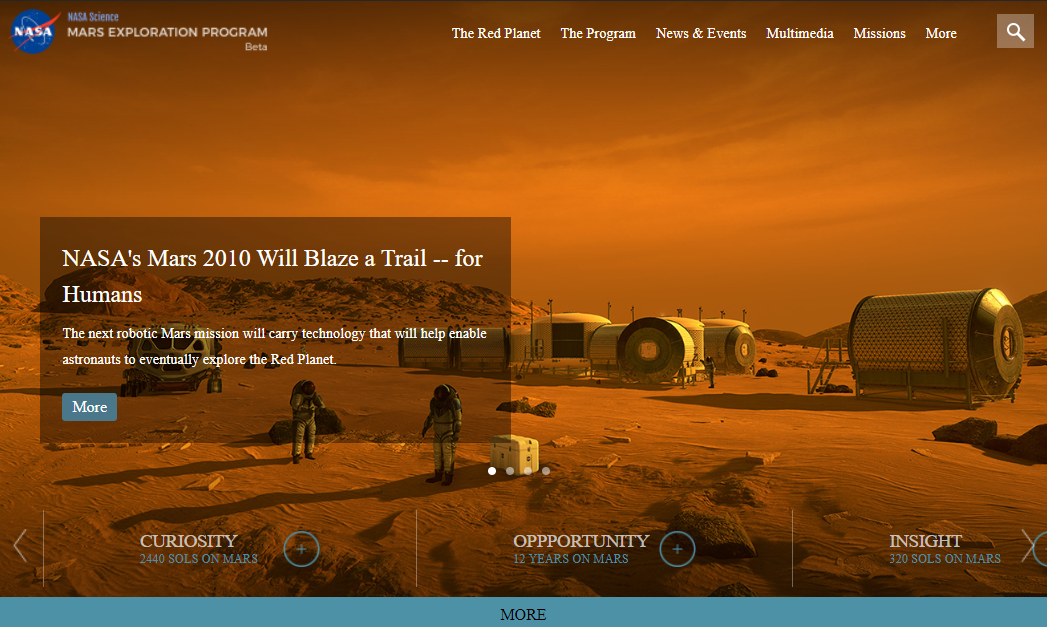 NASA
NASA Science
MARS EXPLORATION PROGRAM
Beta
The Red Planet The Program News & Events Multimedia Missions More
NASA's Mars 2010 Will Blaze a Trail -- for
Humans
The next robotic Mars mission will carry technology that will help enable
astronauts to eventually explore the Red Planet.
More
CURIOSITY
2440 SOLS ON MARS
OPPPORTUNITY
12 YEARS ON MARS
INSIGHT
320 SOLS ON MARS
MORE